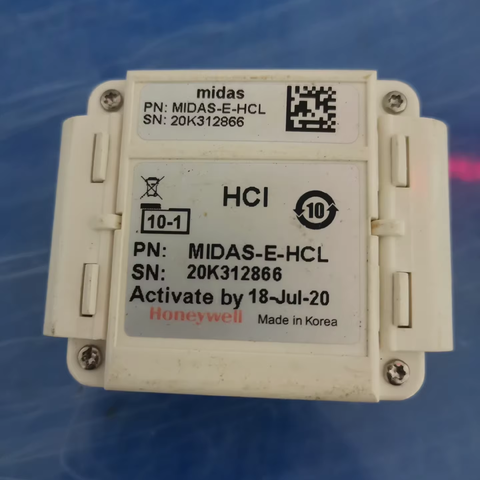 midas
PN: MIDAS-E-HCL
SN: 20K312866
HCl
10
10-1
PN: MIDAS-E-HCL
SN: 20K312866
Activate by 18-Jul-20
Honeywell
Made in Korea